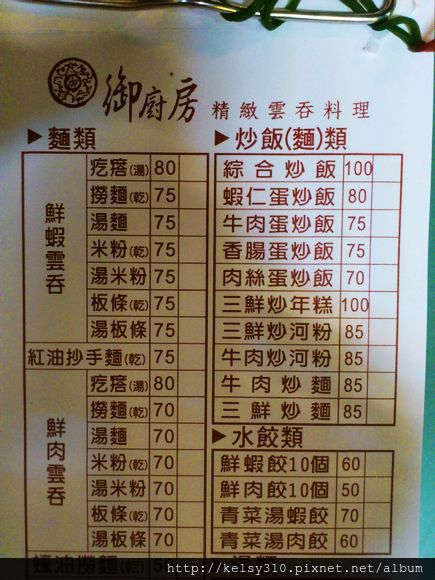 御廚房 精緻雲吞料理
▶麵類
鮮蝦雲吞
疙瘩(湯) 80
撈麵(乾) 75
湯麵 75
米粉(乾) 75
湯米粉 75
板條(乾) 75
湯板條 75
紅油抄手麵(乾) 75
鮮肉雲吞
疙瘩(湯) 80
撈麵(乾) 70
湯麵 70
米粉(乾) 70
湯米粉 70
板條(乾) 70
湯板條 70
蠔油撈麵(乾)
▶炒飯(麵)類
綜合炒飯 100
蝦仁蛋炒飯 80
牛肉蛋炒飯 75
香腸蛋炒飯 75
肉絲蛋炒飯 70
三鮮炒年糕 100
三鮮炒河粉 85
牛肉炒河粉 85
牛肉炒麵 85
三鮮炒麵 85
▶水餃類
鮮蝦餃10個 60
鮮肉餃10個 50
青菜湯蝦餃 70
青菜湯肉餃 60
http://kelsy310.pixnet.net/album